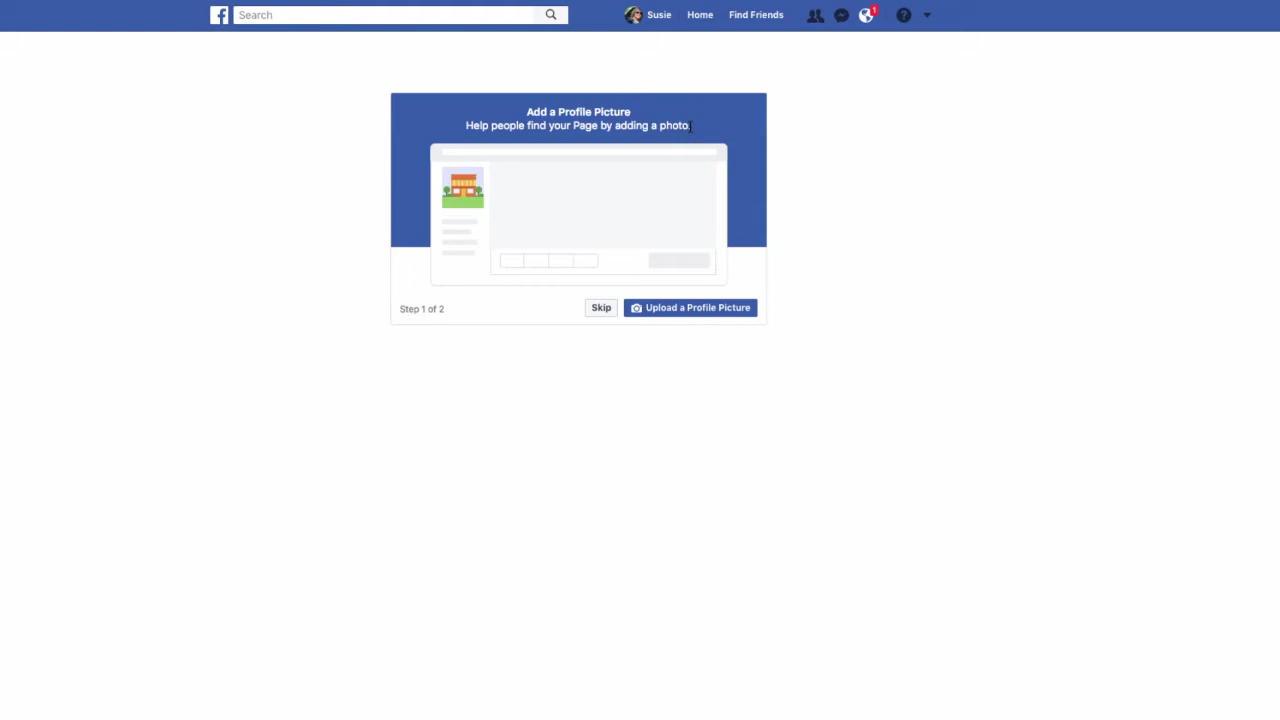 Search
Susie
Home
Find Friends
1
Add a Profile Picture
Help people find your Page by adding a photo.
Step 1 of 2
Skip
Upload a Profile Picture